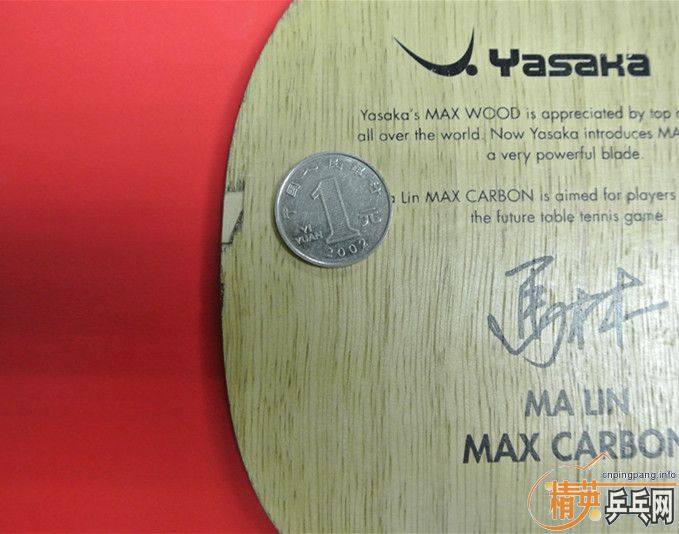 Yasaka
Yasaka's MAX WOOD is appreciated by top
all over the world. Now Yasaka introduces MA
a very powerful blade.
Lin MAX CARBON is aimed for players
the future table tennis game.
中国人民银行
1
元
YI
YUAN
2002
馬林
MA LIN
MAX CARBON
cnpingpang.info
精英乒乓网